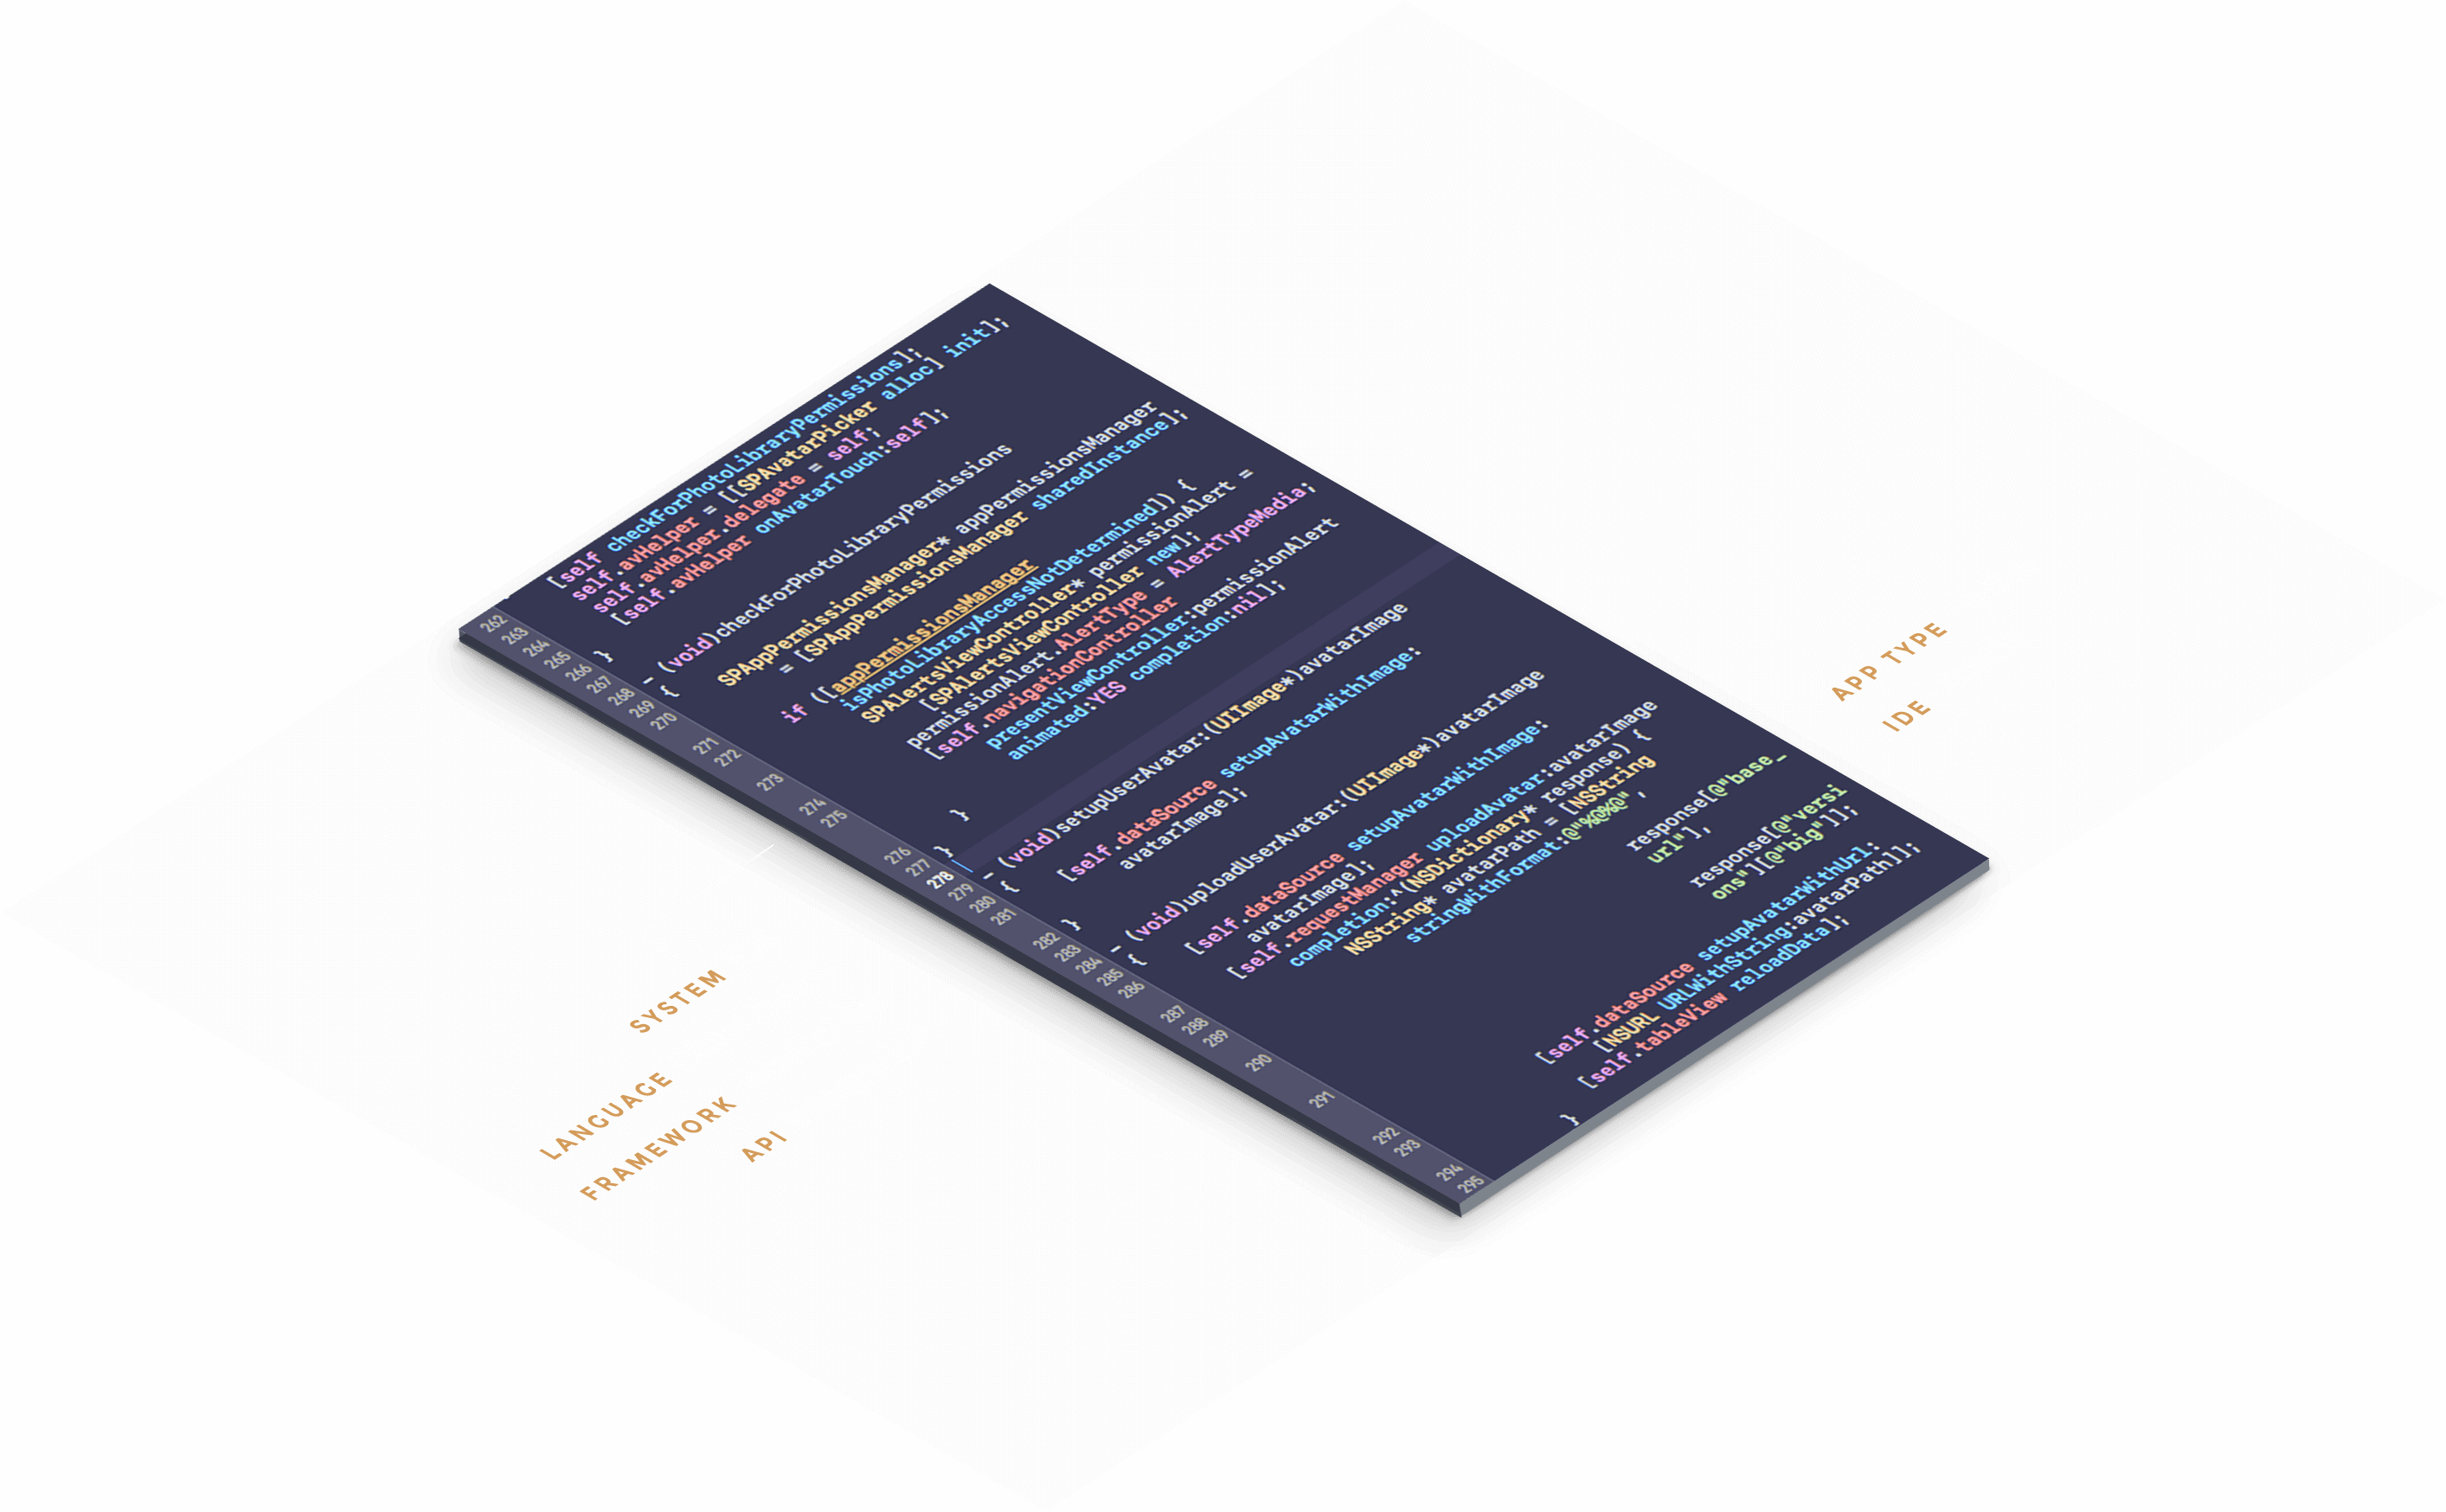 262
263
264
265
266
267
268
269
270
271
272
273
274
275
276
277
278
279
280
281
282
283
284
285
286
287
288
289
290
291
292
293
294
295
[self checkForPhotoLibraryPermissions];
self.avHelper = [[SPAvatarPicker alloc] init];
self.avHelper.delegate = self;
[self.avHelper onAvatarTouch:self];
}
- (void)checkForPhotoLibraryPermissions
{
SPAppPermissionsManager* appPermissionsManager
= [SPAppPermissionsManager sharedInstance];
if ([appPermissionsManager
isPhotoLibraryAccessNotDetermined]) {
SPAlertsViewController* permissionAlert =
[SPAlertsViewController new];
permissionAlert.AlertType = AlertTypeMedia;
[self.navigationController
presentViewController:permissionAlert
animated:YES completion:nil];
}
}
- (void)setupUserAvatar:(UIImage*)avatarImage
{
[self.dataSource setupAvatarWithImage:
avatarImage];
}
- (void)uploadUserAvatar:(UIImage*)avatarImage
{
[self.dataSource setupAvatarWithImage:
avatarImage];
[self.requestManager uploadAvatar:avatarImage
completion:^(NSDictionary* response) {
NSString* avatarPath = [NSString
stringWithFormat:@"%@%@",
response[@"base_
url"],
response[@"versi
ons"][@"big"]];
[self.dataSource setupAvatarWithUrl:
[NSURL URLWithString:avatarPath]];
[self.tableView reloadData];
}
APP TYPE
IDE
SYSTEM
LANGUAGE
FRAMEWORK
API